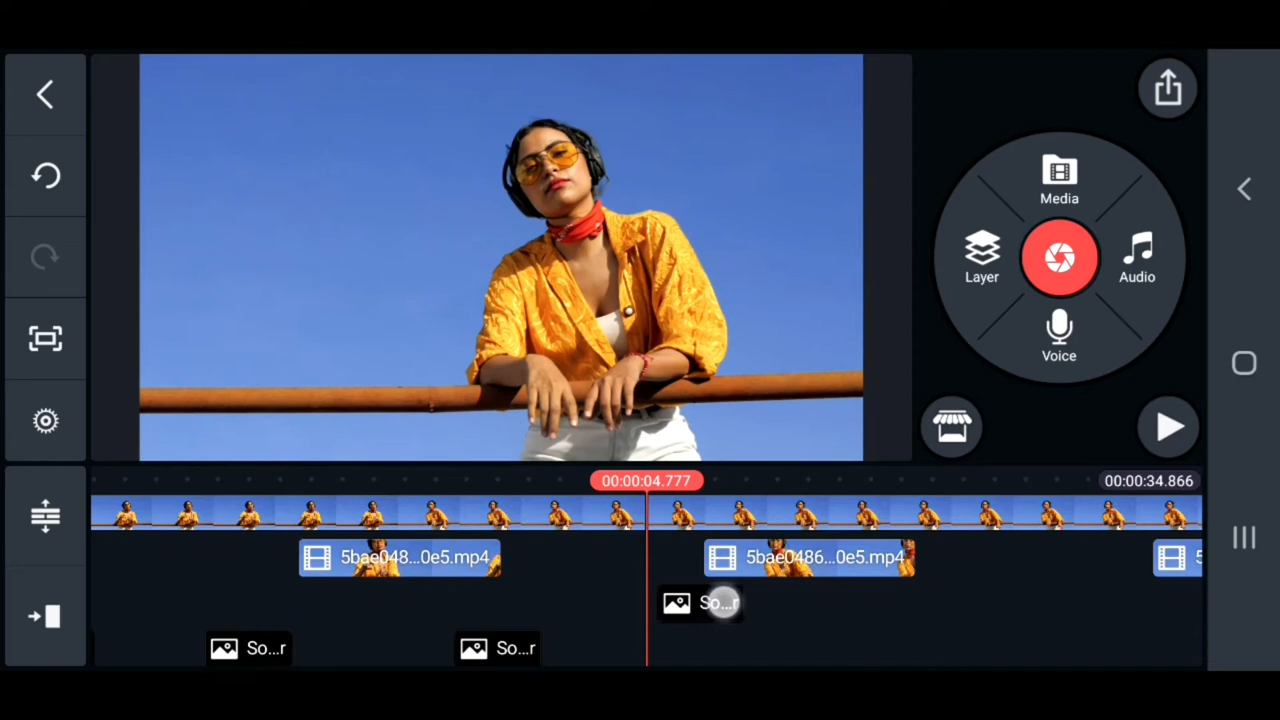 Media
Layer
Audio
Voice
00:00:04.777
00:00:34.866
5bae048...0e5.mp4
5bae0486...0e5.mp4
5
So...r
So...r
So...r